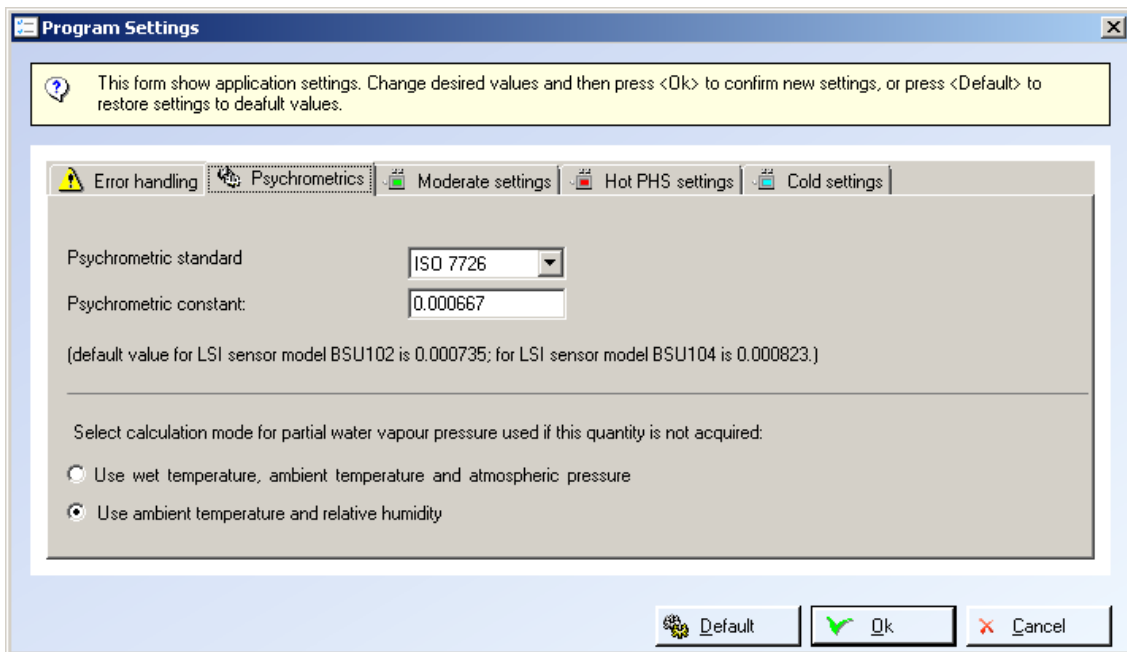 Program Settings
This form show application settings. Change desired values and then press <Ok> to confirm new settings, or press <Default> to
restore settings to deafult values.
Error handling Psychrometrics Moderate settings Hot PHS settings Cold settings
Psychrometric standard ISO 7726
Psychrometric constant: 0.000667
(default value for LSI sensor model BSU102 is 0.000735; for LSI sensor model BSU104 is 0.000823.)
Select calculation mode for partial water vapour pressure used if this quantity is not acquired:
Use wet temperature, ambient temperature and atmospheric pressure
Use ambient temperature and relative humidity
Default Ok Cancel